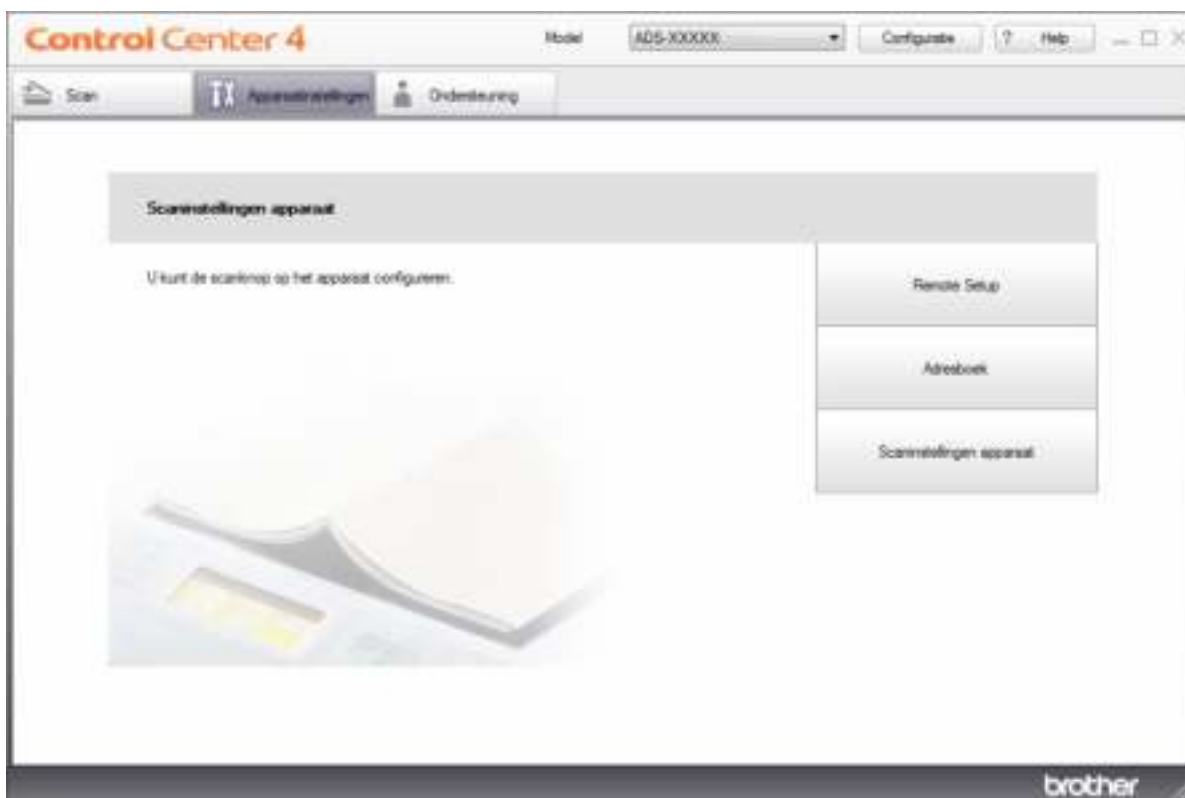 Control Center 4
Model
ADS-XXXXX
Configuratie
? Help
Scan
Apparaatinstellingen
Ondersteuning
Scaninstellingen apparaat
U kunt de scanknop op het apparaat configureren.
Remote Setup
Adresboek
Scaninstellingen apparaat
brother